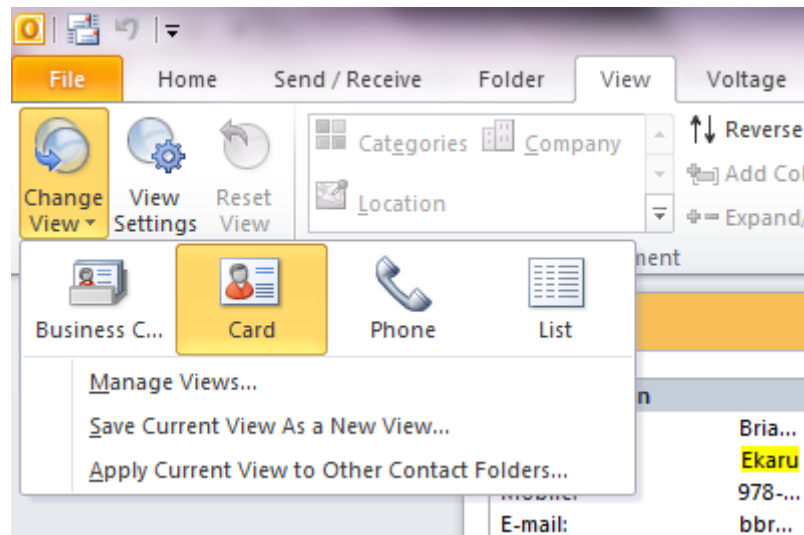 File Home Send / Receive Folder View Voltage
Change View
View Settings
Reset View
Categories Company
Location
Reverse
Add Col
Expand/
Business C... Card Phone List
Manage Views...
Save Current View As a New View...
Apply Current View to Other Contact Folders...
Bria...
Ekaru
978-...
E-mail: bbr...